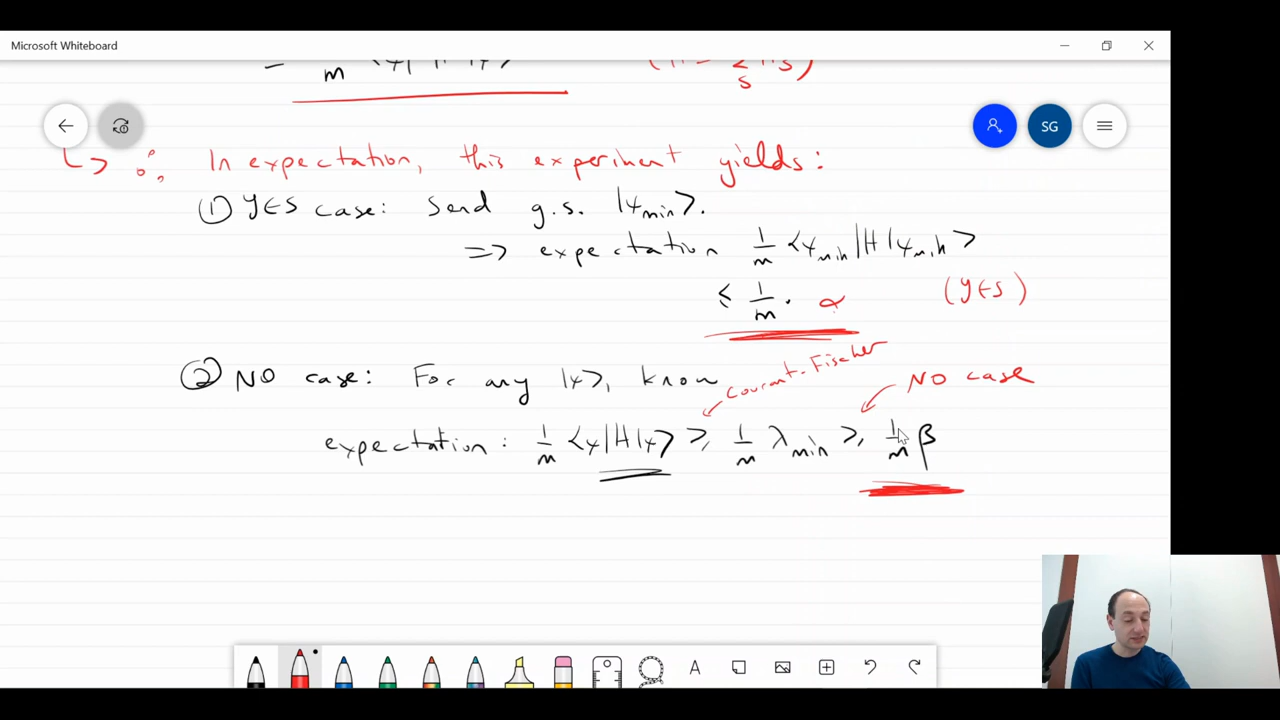 Microsoft Whiteboard
SG
↳ ∴ In expectation, this experiment yields:
① YES case: Send g.s. |ψmin>.
=> expectation 1/m <ψmin|H|ψmin>
≤ 1/m · α (YES)
Courant-Fischer
② NO case: For any |ψ>, know
NO case
expectation: 1/m <ψ|H|ψ> ≥ 1/m λmin ≥ 1/m β
A